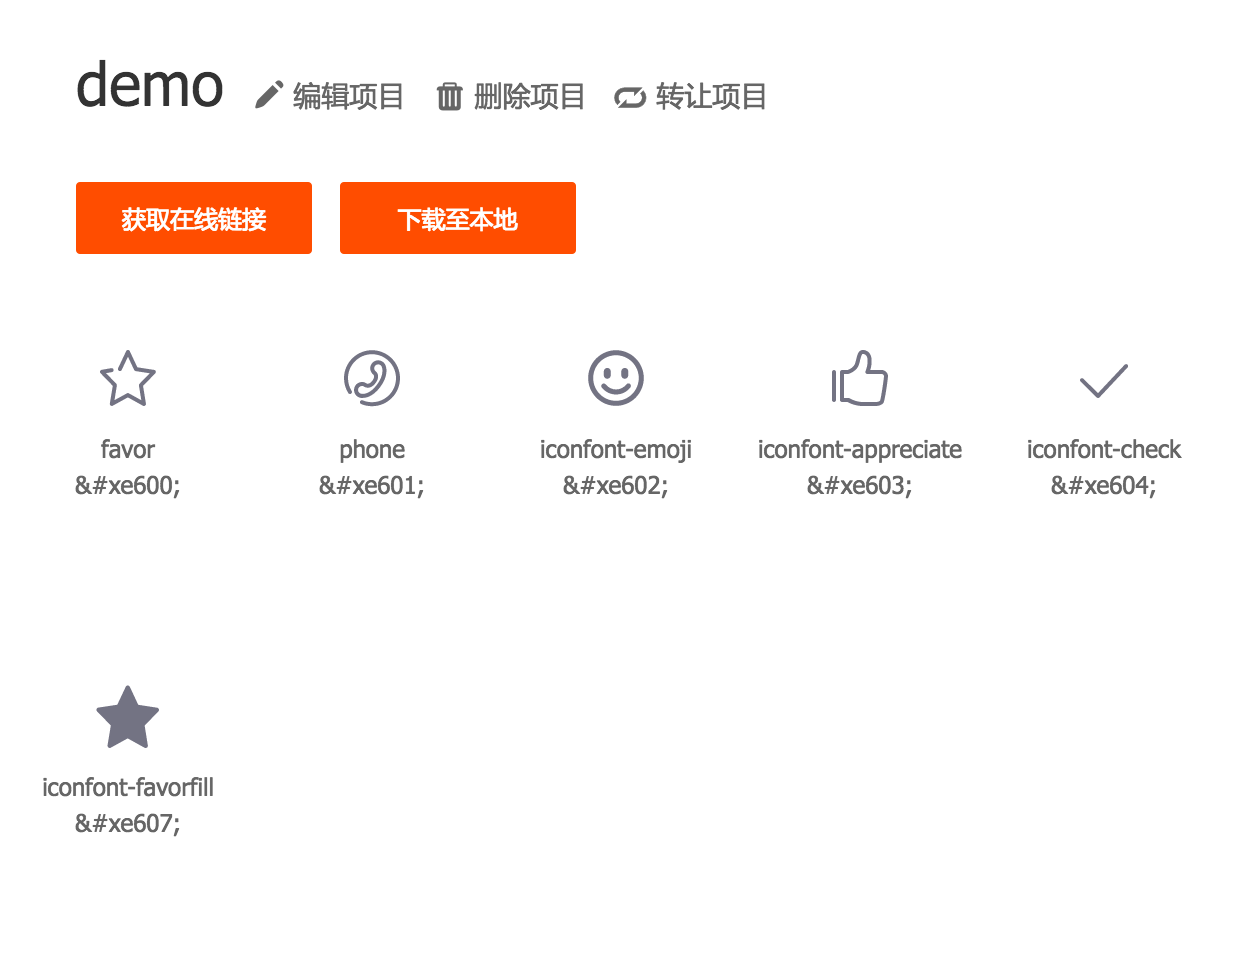 demo 编辑项目 删除项目 转让项目
获取在线链接 下载至本地
favor phone iconfont-emoji iconfont-appreciate iconfont-check
&#xe600; &#xe601; &#xe602; &#xe603; &#xe604;
iconfont-favorfill
&#xe607;